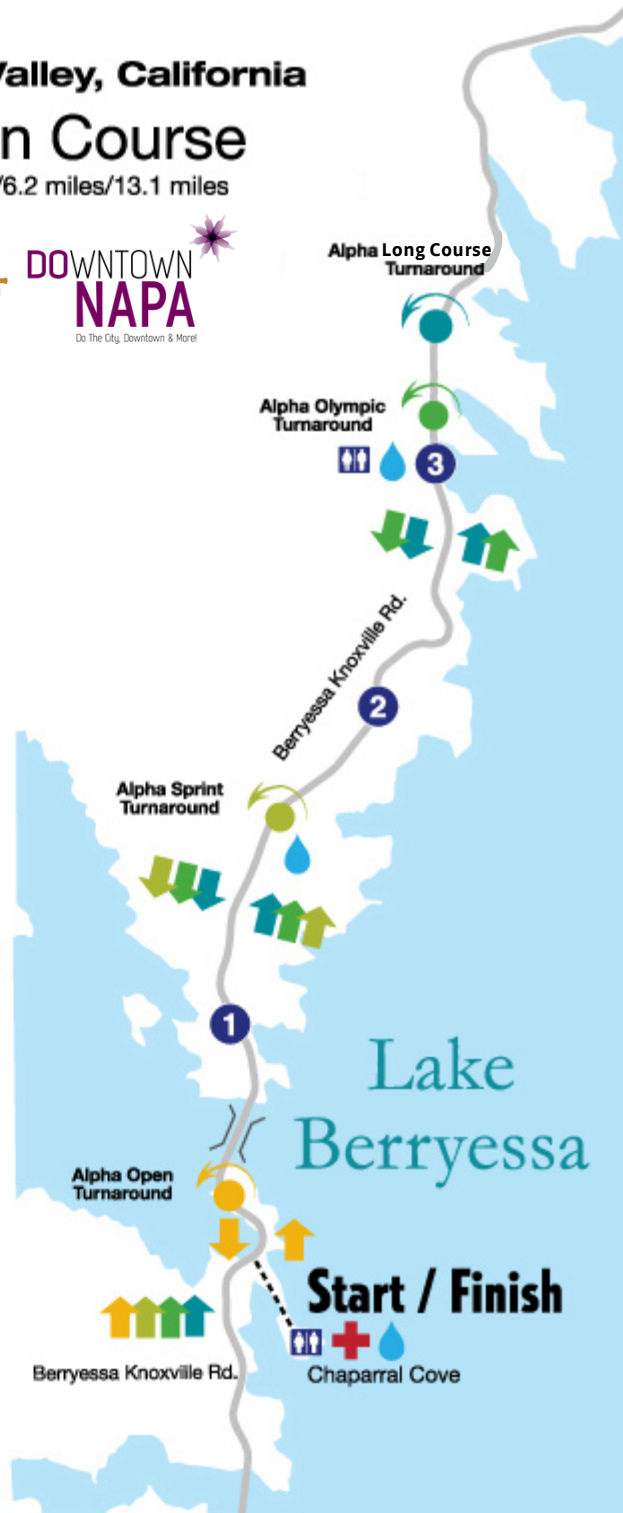 Valley, California
n Course
/6.2 miles/13.1 miles
DOWNTOWN
NAPA
Do The City, Downtown & More!
Alpha Long Course
Turnaround
Alpha Olympic
Turnaround
3
Berryessa Knoxville Rd.
2
Alpha Sprint
Turnaround
1
Lake
Berryessa
Alpha Open
Turnaround
Start / Finish
Berryessa Knoxville Rd.
Chaparral Cove